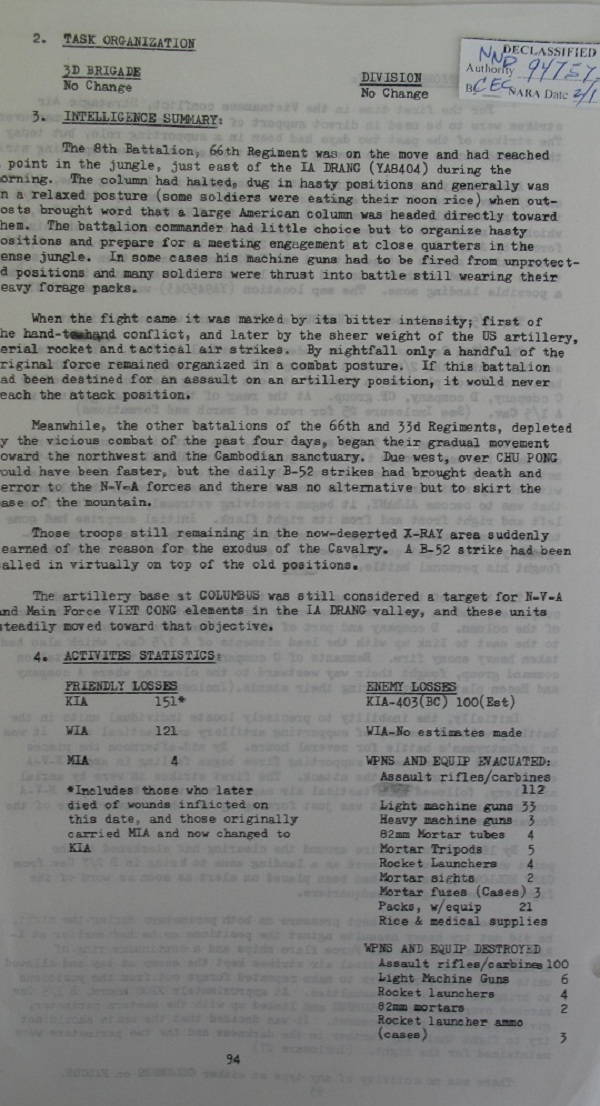 2. TASK ORGANIZATION
DECLASSIFIED
Authority NND 94757
By CEC NARA Date 2/1
3D BRIGADE DIVISION
No Change No Change
3. INTELLIGENCE SUMMARY:
The 8th Battalion, 66th Regiment was on the move and had reached
point in the jungle, just east of the IA DRANG (YA8404) during the
orning. The column had halted, dug in hasty positions and generally was
n a relaxed posture (some soldiers were eating their noon rice) when out-
osts brought word that a large American column was headed directly toward
hem. The battalion commander had little choice but to organize hasty
ositions and prepare for a meeting engagement at close quarters in the
ense jungle. In some cases his machine guns had to be fired from unprotect-
d positions and many soldiers were thrust into battle still wearing their
eavy forage packs.
When the fight came it was marked by its bitter intensity; first of
he hand-to-hand conflict, and later by the sheer weight of the US artillery,
erial rocket and tactical air strikes. By nightfall only a handful of the
riginal force remained organized in a combat posture. If this battalion
ad been destined for an assault on an artillery position, it would never
each the attack position.
Meanwhile, the other battalions of the 66th and 33d Regiments, depleted
y the vicious combat of the past four days, began their gradual movement
oward the northwest and the Cambodian sanctuary. Due west, over CHU PONG
ould have been faster, but the daily B-52 strikes had brought death and
error to the N-V-A forces and there was no alternative but to skirt the
ase of the mountain.
Those troops still remaining in the now-deserted X-RAY area suddenly
earned of the reason for the exodus of the Cavalry. A B-52 strike had been
alled in virtually on top of the old positions.
The artillery base at COLUMBUS was still considered a target for N-V-A
nd Main Force VIET CONG elements in the IA DRANG valley, and these units
steadily moved toward that objective.
4. ACTIVITES STATISTICS:
FRIENDLY LOSSES
KIA 151*
WIA 121
MIA 4
*Includes those who later
died of wounds inflicted on
this date, and those originally
carried MIA and now changed to
KIA
ENEMY LOSSES
KIA-403(BC) 100(Est)
WIA-No estimates made
WPNS AND EQUIP EVACUATED:
Assault rifles/carbines
112
Light machine guns 33
Heavy machine guns 3
82mm Mortar tubes 4
Mortar Tripods 5
Rocket Launchers 4
Mortar sights 2
Mortar fuzes (Cases) 3
Packs, w/equip 21
Rice & medical supplies
WPNS AND EQUIP DESTROYED
Assault rifles/carbines 100
Light Machine Guns 6
Rocket launchers 4
82mm mortars 2
Rocket launcher ammo
(cases) 3
94